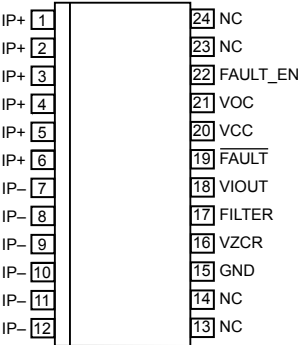 IP+ 1 24 NC
IP+ 2 23 NC
IP+ 3 22 FAULT_EN
IP+ 4 21 VOC
IP+ 5 20 VCC
IP+ 6 19 FAULT
IP– 7 18 VIOUT
IP– 8 17 FILTER
IP– 9 16 VZCR
IP– 10 15 GND
IP– 11 14 NC
IP– 12 13 NC